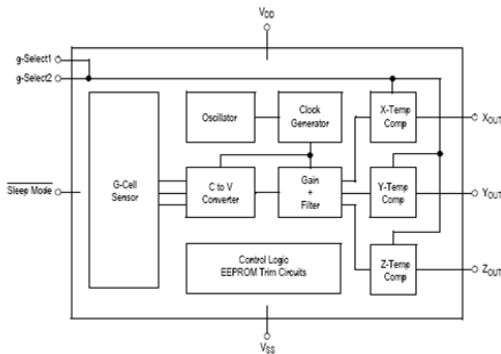 VDD
g-Select1
g-Select2
Oscillator
Clock
Generator
X-Temp
Comp
XOUT
Sleep Mode
G-Cell
Sensor
C to V
Converter
Gain
+
Filter
Y-Temp
Comp
YOUT
Control Logic
EEPROM Trim Circuits
Z-Temp
Comp
ZOUT
VSS